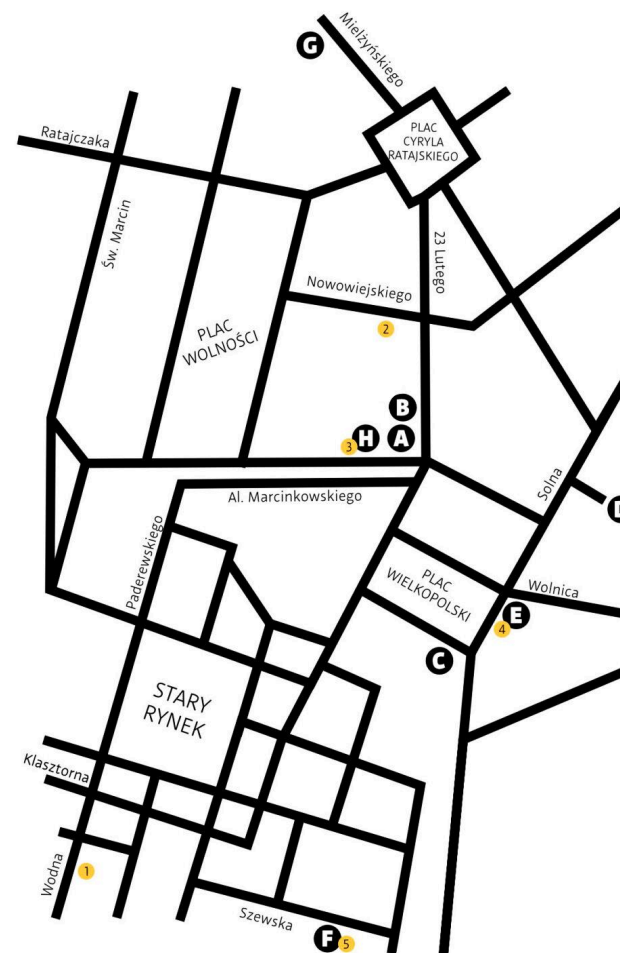 Mielżyńskiego
G
PLAC
CYRYLA
RATAJSKIEGO
Ratajczaka
Św. Marcin
23 Lutego
Nowowiejskiego
2
PLAC
WOLNOŚCI
B
3
H
A
Al. Marcinkowskiego
Solna
D
Paderewskiego
PLAC
WIELKOPOLSKI
Wolnica
E
4
C
STARY
RYNEK
Klasztorna
Wodna
1
Szewska
F
5